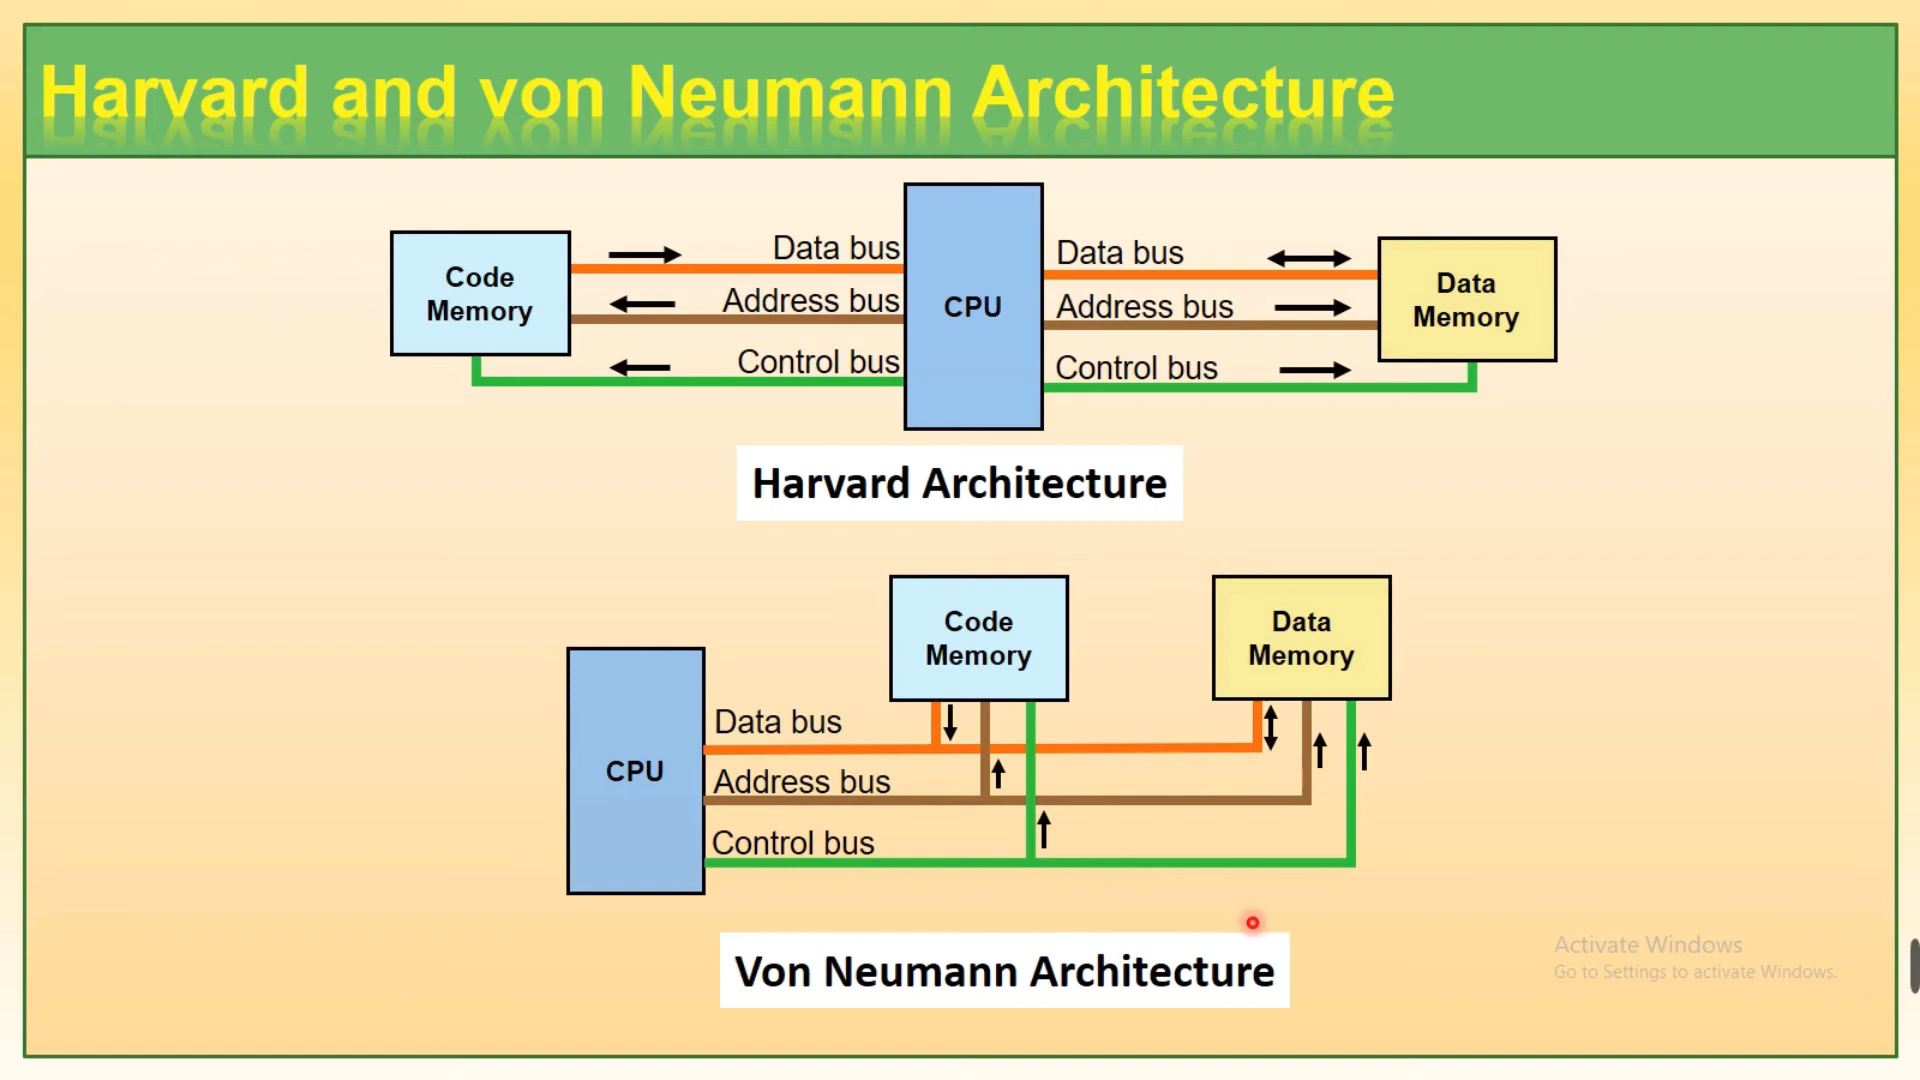 Harvard and von Neumann Architecture
Code
Memory
Data bus
Address bus
Control bus
CPU
Data bus
Address bus
Control bus
Data
Memory
Harvard Architecture
Code
Memory
Data
Memory
CPU
Data bus
Address bus
Control bus
Von Neumann Architecture
Activate Windows
Go to Settings to activate Windows.